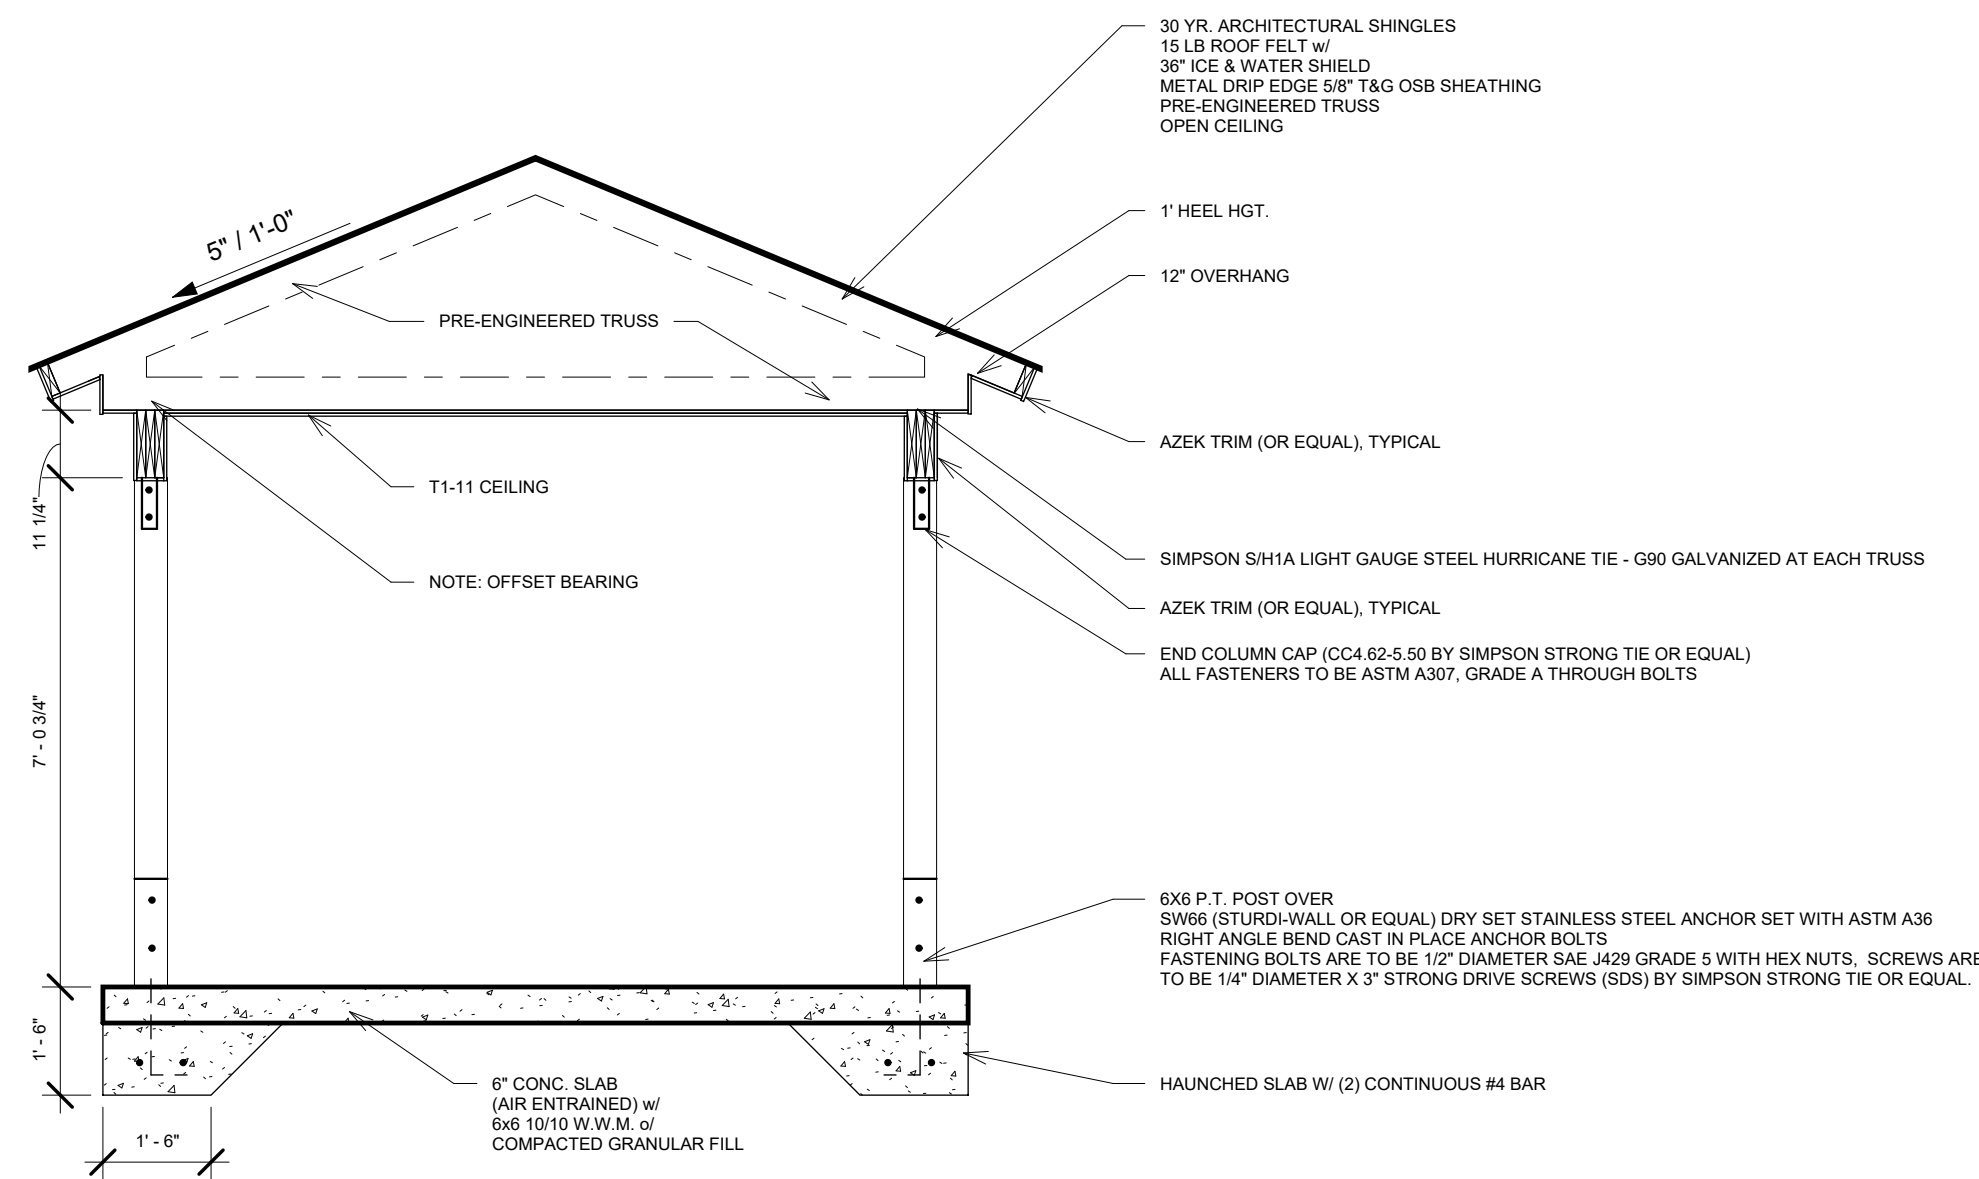 30 YR. ARCHITECTURAL SHINGLES
15 LB ROOF FELT w/
36" ICE & WATER SHIELD
METAL DRIP EDGE 5/8" T&G OSB SHEATHING
PRE-ENGINEERED TRUSS
OPEN CEILING
1' HEEL HGT.
5" / 1'-0"
12" OVERHANG
PRE-ENGINEERED TRUSS
AZEK TRIM (OR EQUAL), TYPICAL
T1-11 CEILING
11 1/4"
SIMPSON S/H1A LIGHT GAUGE STEEL HURRICANE TIE - G90 GALVANIZED AT EACH TRUSS
NOTE: OFFSET BEARING
AZEK TRIM (OR EQUAL), TYPICAL
END COLUMN CAP (CC4.62-5.50 BY SIMPSON STRONG TIE OR EQUAL)
ALL FASTENERS TO BE ASTM A307, GRADE A THROUGH BOLTS
7' - 0 3/4"
6X6 P.T. POST OVER
SW66 (STURDI-WALL OR EQUAL) DRY SET STAINLESS STEEL ANCHOR SET WITH ASTM A36
RIGHT ANGLE BEND CAST IN PLACE ANCHOR BOLTS
FASTENING BOLTS ARE TO BE 1/2" DIAMETER SAE J429 GRADE 5 WITH HEX NUTS, SCREWS ARE
TO BE 1/4" DIAMETER X 3" STRONG DRIVE SCREWS (SDS) BY SIMPSON STRONG TIE OR EQUAL.
1' - 6"
6" CONC. SLAB
(AIR ENTRAINED) w/
6x6 10/10 W.W.M. o/
COMPACTED GRANULAR FILL
HAUNCHED SLAB W/ (2) CONTINUOUS #4 BAR
1' - 6"